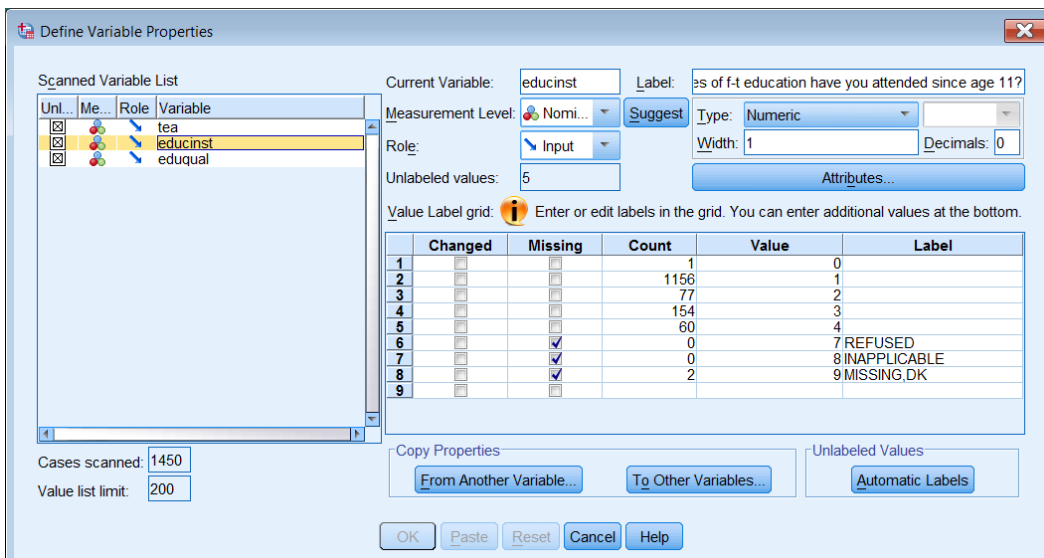 Define Variable Properties
Scanned Variable List
Unl... Me... Role Variable
tea
educinst
eduqual
Cases scanned: 1450
Value list limit: 200
Current Variable: educinst Label: es of f-t education have you attended since age 11?
Measurement Level: Nomi... Suggest Type: Numeric
Role: Input Width: 1 Decimals: 0
Unlabeled values: 5 Attributes...
Value Label grid: Enter or edit labels in the grid. You can enter additional values at the bottom.
Changed Missing Count Value Label
1 1 0
2 1156 1
3 77 2
4 154 3
5 60 4
6 0 7 REFUSED
7 0 8 INAPPLICABLE
8 2 9 MISSING,DK
9
Copy Properties
From Another Variable... To Other Variables...
Unlabeled Values
Automatic Labels
OK Paste Reset Cancel Help